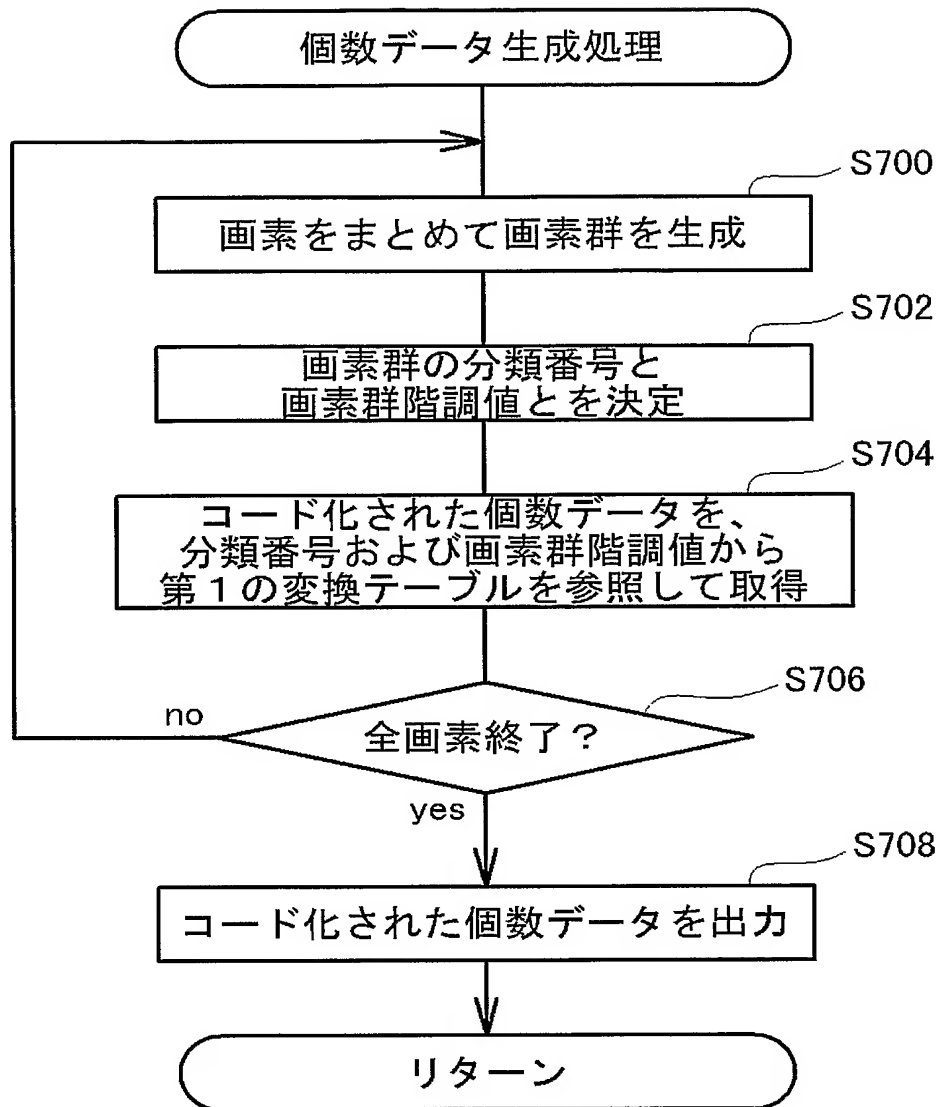 個数データ生成処理
S700
画素をまとめて画素群を生成
S702
画素群の分類番号と
画素群階調値とを決定
S704
コード化された個数データを、
分類番号および画素群階調値から
第1の変換テーブルを参照して取得
S706
no
全画素終了?
yes
S708
コード化された個数データを出力
リターン